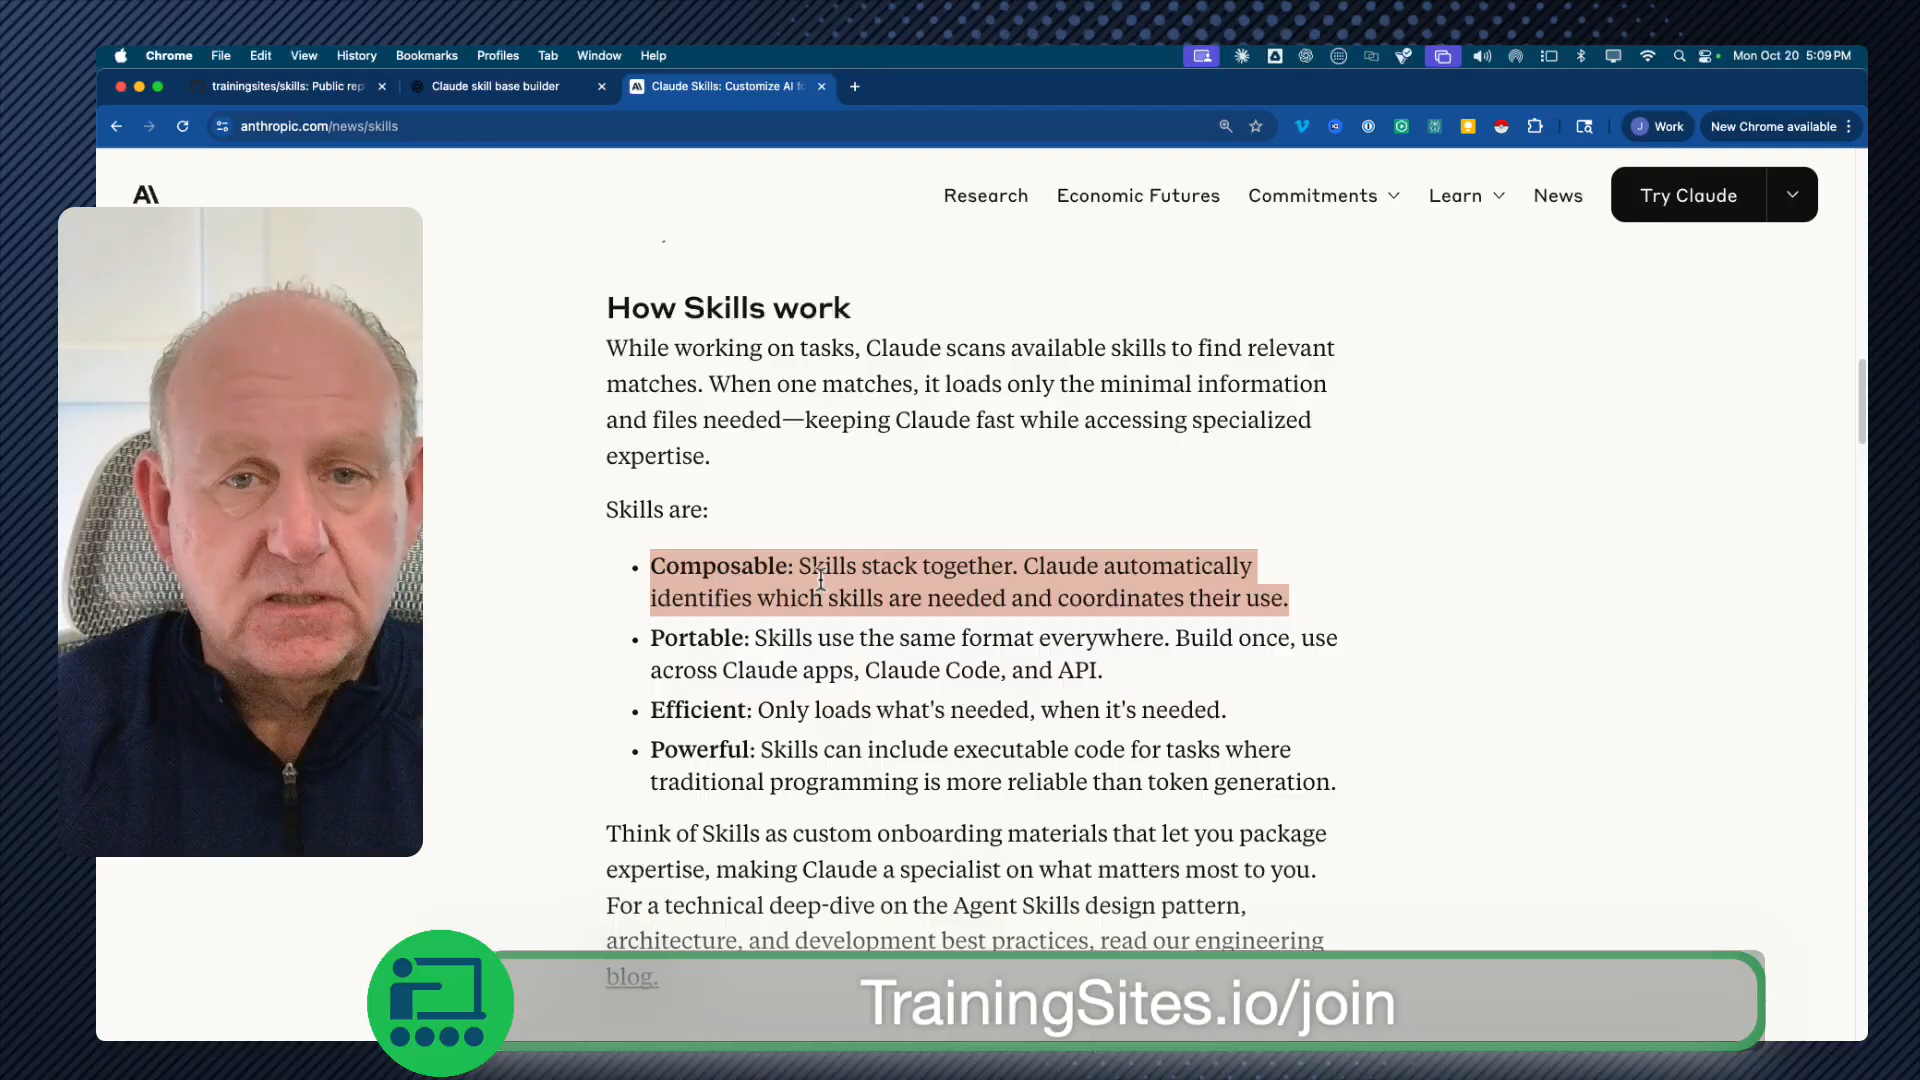 Chrome File Edit View History Bookmarks Profiles Tab Window Help Mon Oct 20 5:09 PM
trainingsites/skills: Public rep Claude skill base builder Claude Skills: Customize AI fo
anthropic.com/news/skills J Work New Chrome available
A\ Research Economic Futures Commitments Learn News Try Claude
How Skills work
While working on tasks, Claude scans available skills to find relevant
matches. When one matches, it loads only the minimal information
and files needed—keeping Claude fast while accessing specialized
expertise.
Skills are:
• Composable: Skills stack together. Claude automatically
identifies which skills are needed and coordinates their use.
• Portable: Skills use the same format everywhere. Build once, use
across Claude apps, Claude Code, and API.
• Efficient: Only loads what's needed, when it's needed.
• Powerful: Skills can include executable code for tasks where
traditional programming is more reliable than token generation.
Think of Skills as custom onboarding materials that let you package
expertise, making Claude a specialist on what matters most to you.
For a technical deep-dive on the Agent Skills design pattern,
architecture, and development best practices, read our engineering
blog.
TrainingSites.io/join